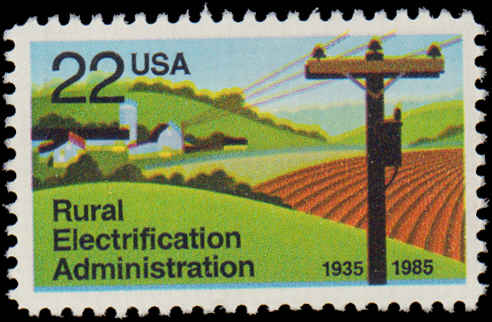 22 USA
Rural
Electrification
Administration
1935 1985